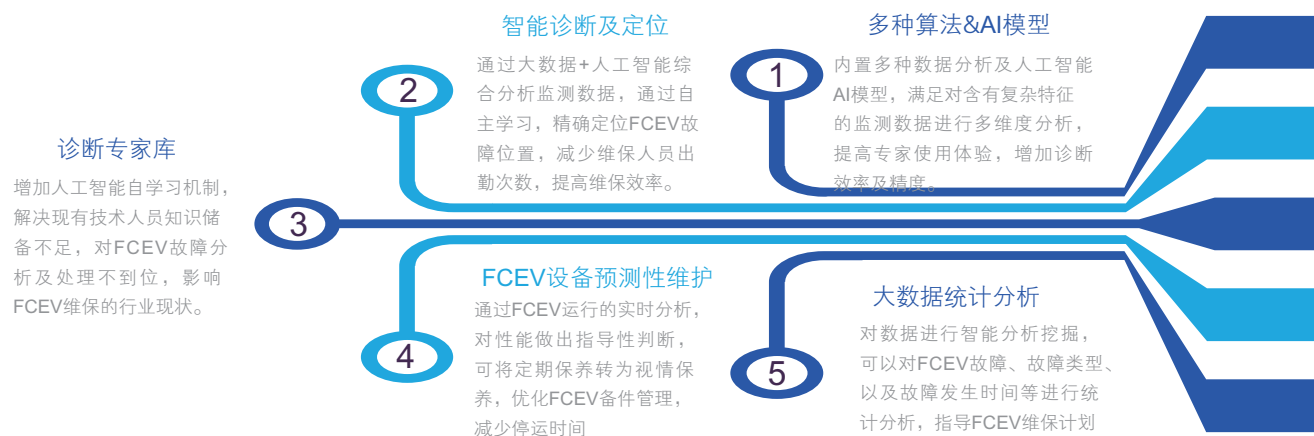 多种算法&AI模型
1
内置多种数据分析及人工智能
AI模型，满足对含有复杂特征
的监测数据进行多维度分析，
提高专家使用体验，增加诊断
效率及精度。
智能诊断及定位
2
通过大数据+人工智能综
合分析监测数据，通过自
主学习，精确定位FCEV故
障位置，减少维保人员出
勤次数，提高维保效率。
诊断专家库
3
增加人工智能自学习机制，
解决现有技术人员知识储
备不足，对FCEV故障分
析及处理不到位，影响
FCEV维保的行业现状。
FCEV设备预测性维护
4
通过FCEV运行的实时分析，
对性能做出指导性判断，
可将定期保养转为视情保
养，优化FCEV备件管理，
减少停运时间
大数据统计分析
5
对数据进行智能分析挖掘，
可以对FCEV故障、故障类型、
以及故障发生时间等进行统
计分析，指导FCEV维保计划